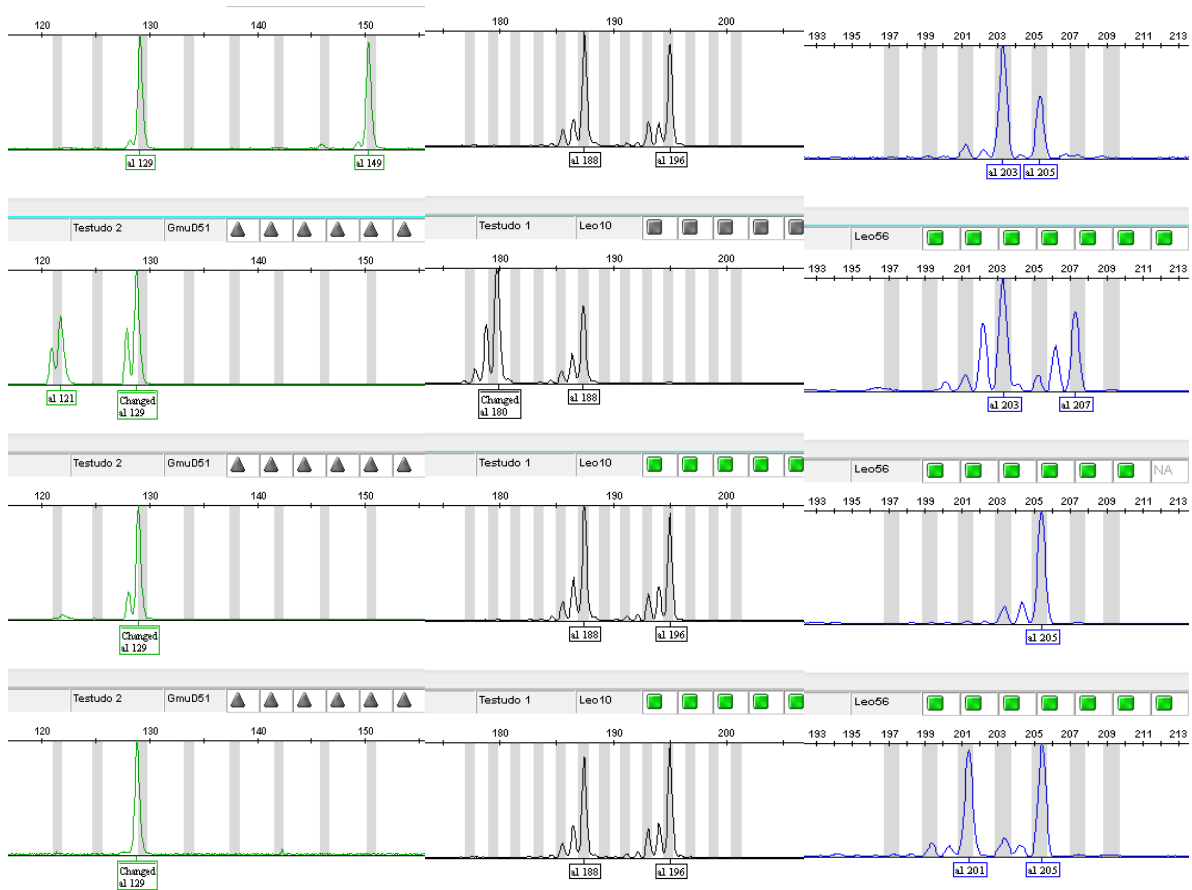 120 130 140 150
180 190 200
193 195 197 199 201 203 205 207 209 211 213
al 129 al 149
al 188 al 196
al 203 al 205
Testudo 2 GmuD51
Testudo 1 Leo10
Leo56
120 130 140 150
180 190 200
193 195 197 199 201 203 205 207 209 211 213
al 121 Changed
al 129
Changed
al 180 al 188
al 203 al 207
Testudo 2 GmuD51
Testudo 1 Leo10
Leo56 NA
120 130 140 150
180 190 200
193 195 197 199 201 203 205 207 209 211 213
Changed
al 129
al 188 al 196
al 205
Testudo 2 GmuD51
Testudo 1 Leo10
Leo56
120 130 140 150
180 190 200
193 195 197 199 201 203 205 207 209 211 213
Changed
al 129
al 188 al 196
al 201 al 205